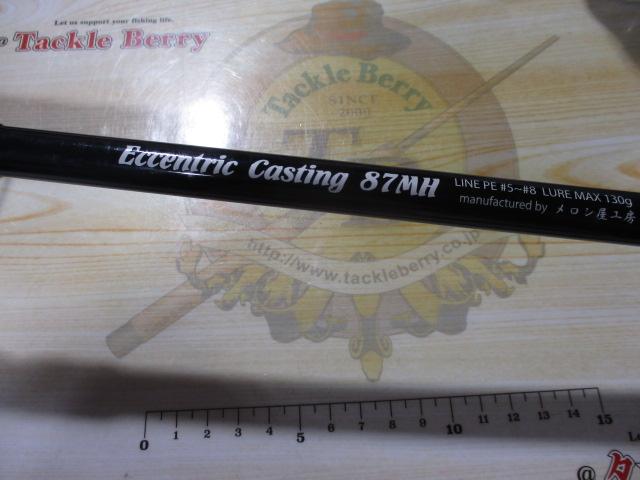 Let us support your fishing life.
@ Tackle Berry
Tackle Berry
SINCE
2000
Eccentric Casting 87MH LINE PE #5~#8 LURE MAX 130g
manufactured by メロン屋工房
http://www.tackleberry.co.jp
0 1 2 3 4 5 6 7 8 9 10 11 12 13 14 15
@